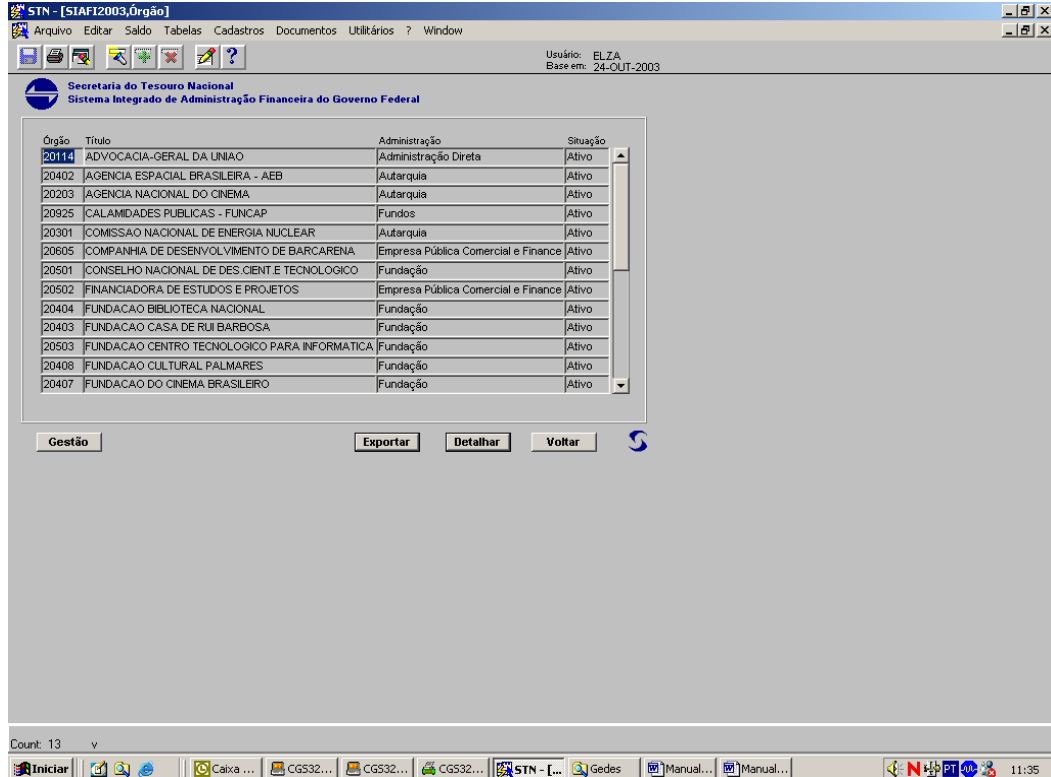 STN - [SIAFI2003,Órgão]
Arquivo Editar Saldo Tabelas Cadastros Documentos Utilitários ? Window
Usuário: ELZA
Base em: 24-OUT-2003
Secretaria do Tesouro Nacional
Sistema Integrado de Administração Financeira do Governo Federal
Órgão Título Administração Situação
20114 ADVOCACIA-GERAL DA UNIAO Administração Direta Ativo
20402 AGENCIA ESPACIAL BRASILEIRA - AEB Autarquia Ativo
20203 AGENCIA NACIONAL DO CINEMA Autarquia Ativo
20925 CALAMIDADES PUBLICAS - FUNCAP Fundos Ativo
20301 COMISSAO NACIONAL DE ENERGIA NUCLEAR Autarquia Ativo
20605 COMPANHIA DE DESENVOLVIMENTO DE BARCARENA Empresa Pública Comercial e Finance Ativo
20501 CONSELHO NACIONAL DE DES.CIENT.E TECNOLOGICO Fundação Ativo
20502 FINANCIADORA DE ESTUDOS E PROJETOS Empresa Pública Comercial e Finance Ativo
20404 FUNDACAO BIBLIOTECA NACIONAL Fundação Ativo
20403 FUNDACAO CASA DE RUI BARBOSA Fundação Ativo
20503 FUNDACAO CENTRO TECNOLOGICO PARA INFORMATICA Fundação Ativo
20408 FUNDACAO CULTURAL PALMARES Fundação Ativo
20407 FUNDACAO DO CINEMA BRASILEIRO Fundação Ativo
Gestão Exportar Detalhar Voltar
Count: 13 v
Iniciar Caixa ... CGS32... CGS32... CGS32... STN - [... Gedes Manual... Manual... N PT 11:35